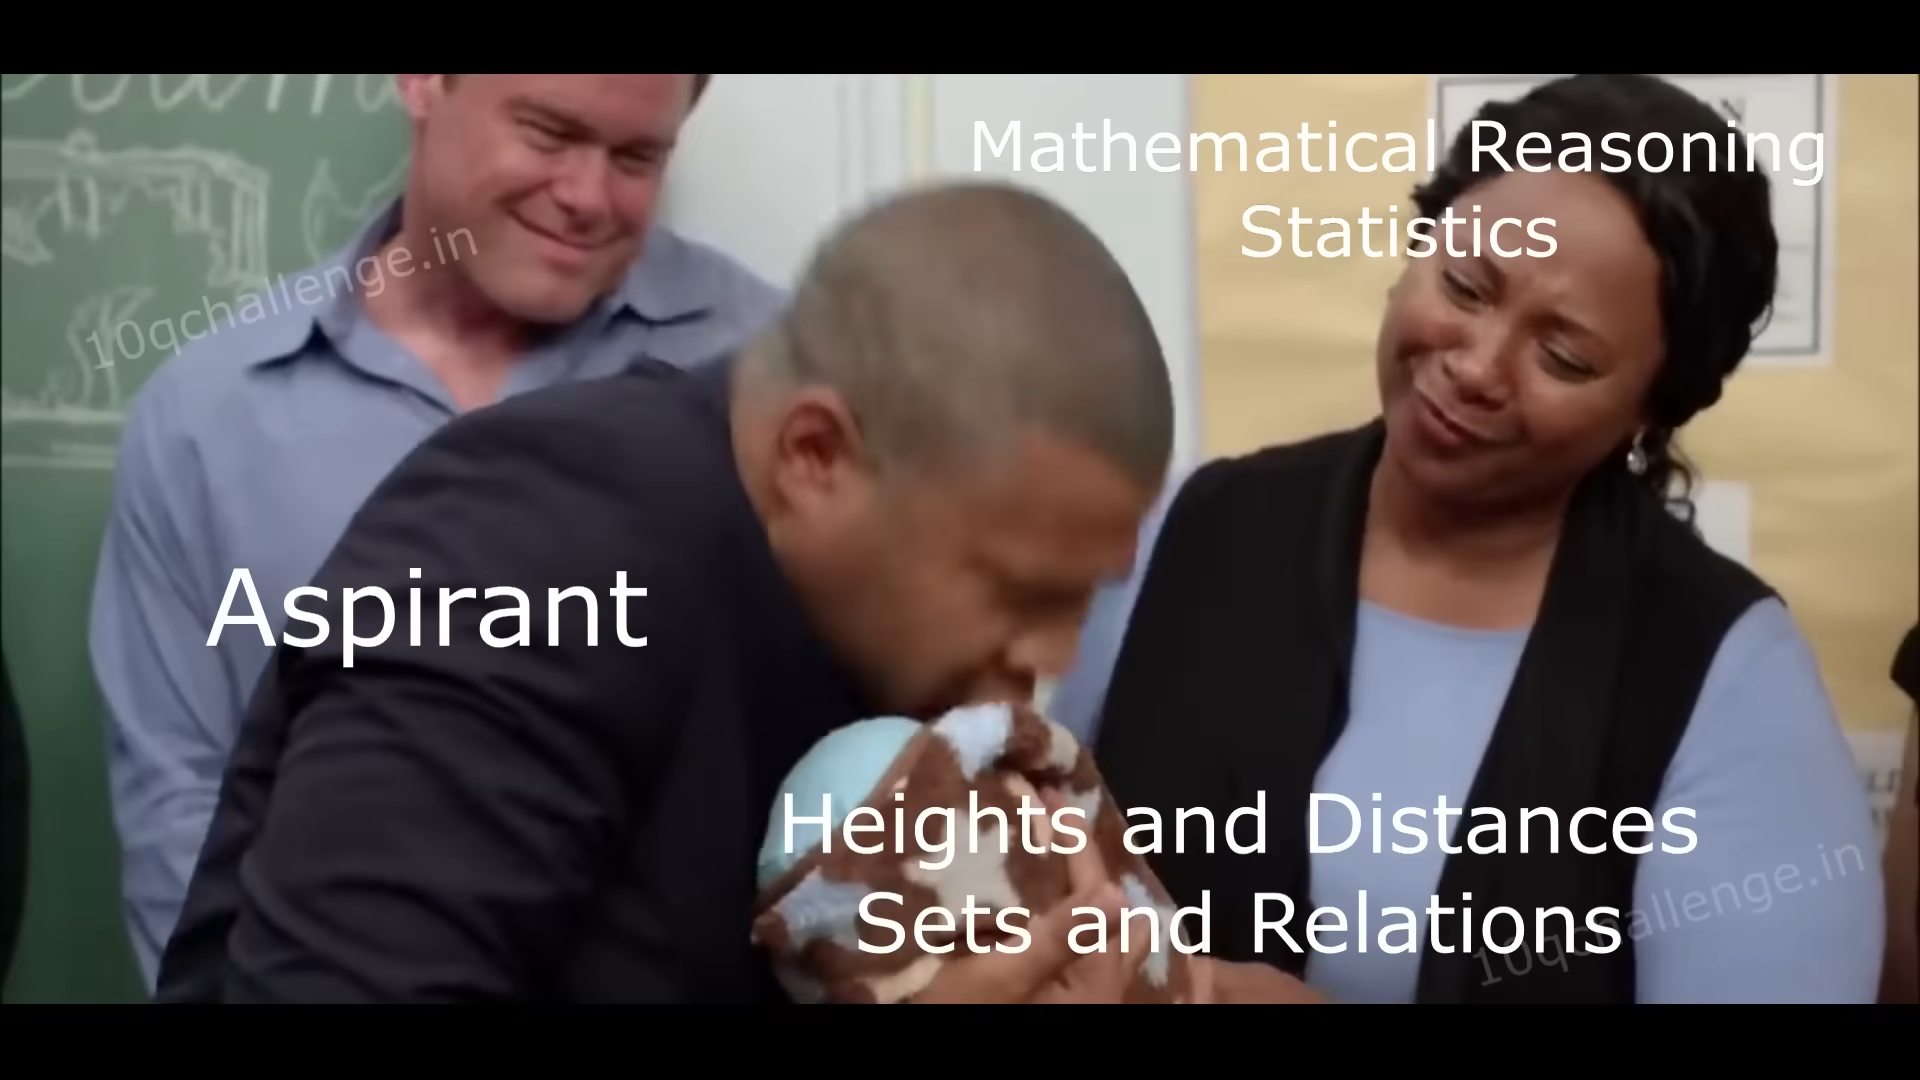 Mathematical Reasoning
Statistics
10qchallenge.in
Aspirant
Heights and Distances
Sets and Relations
10qchallenge.in